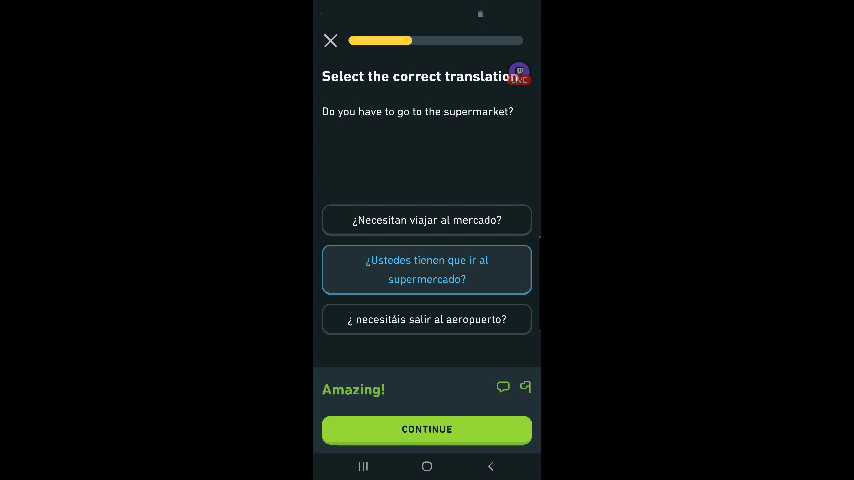 Select the correct translation
LIVE
Do you have to go to the supermarket?
¿Necesitan viajar al mercado?
¿Ustedes tienen que ir al
supermercado?
¿ necesitáis salir al aeropuerto?
Amazing!
CONTINUE